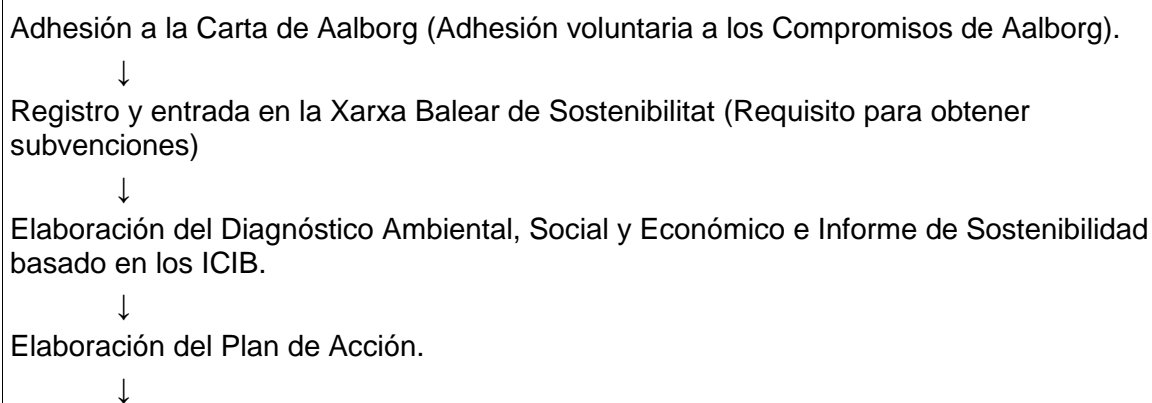 Adhesión a la Carta de Aalborg (Adhesión voluntaria a los Compromisos de Aalborg).
↓
Registro y entrada en la Xarxa Balear de Sostenibilitat (Requisito para obtener
subvenciones)
↓
Elaboración del Diagnóstico Ambiental, Social y Económico e Informe de Sostenibilidad
basado en los ICIB.
↓
Elaboración del Plan de Acción.
↓